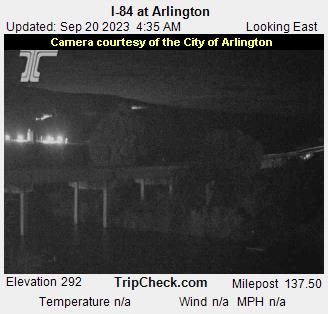 I-84 at Arlington
Updated: Sep 20 2023 4:35 AM Looking East
Camera courtesy of the City of Arlington
Elevation 292 TripCheck.com Milepost 137.50
Temperature n/a Wind n/a MPH n/a